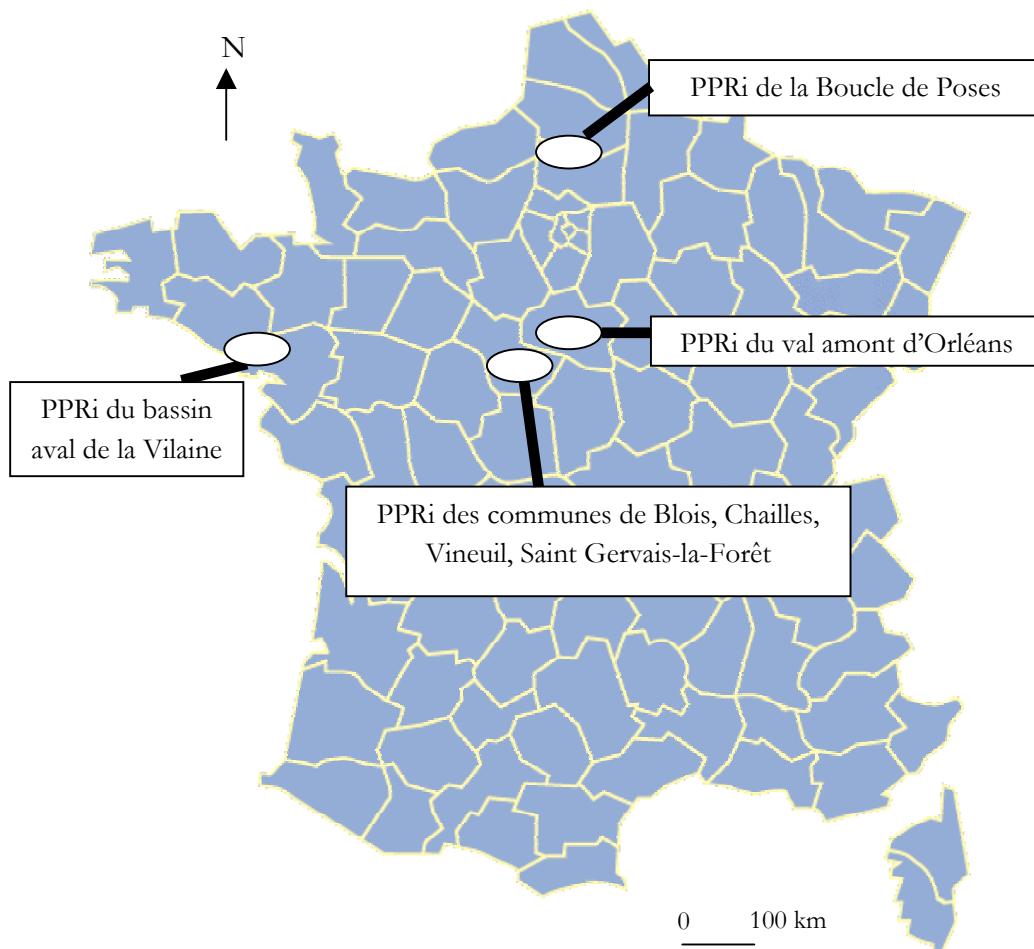 N
PPRi de la Boucle de Poses
PPRi du val amont d'Orléans
PPRi du bassin
aval de la Vilaine
PPRi des communes de Blois, Chailles,
Vineuil, Saint Gervais-la-Forêt
0 100 km